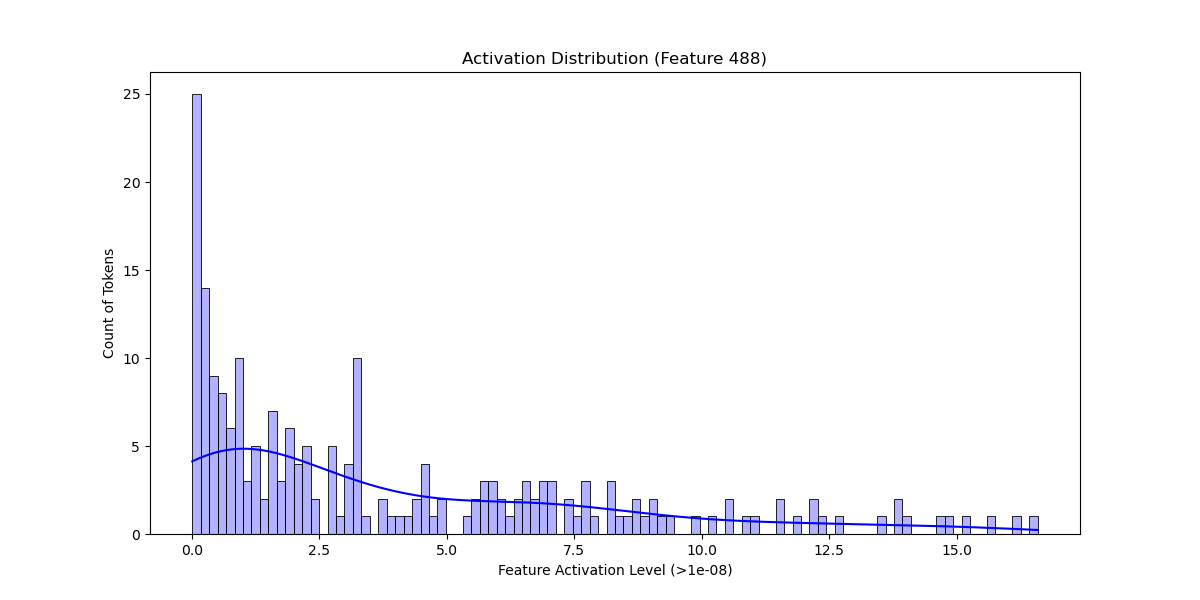 Activation Distribution (Feature 488)
25
20
15
10
5
0
Count of Tokens
0.0 2.5 5.0 7.5 10.0 12.5 15.0
Feature Activation Level (>1e-08)